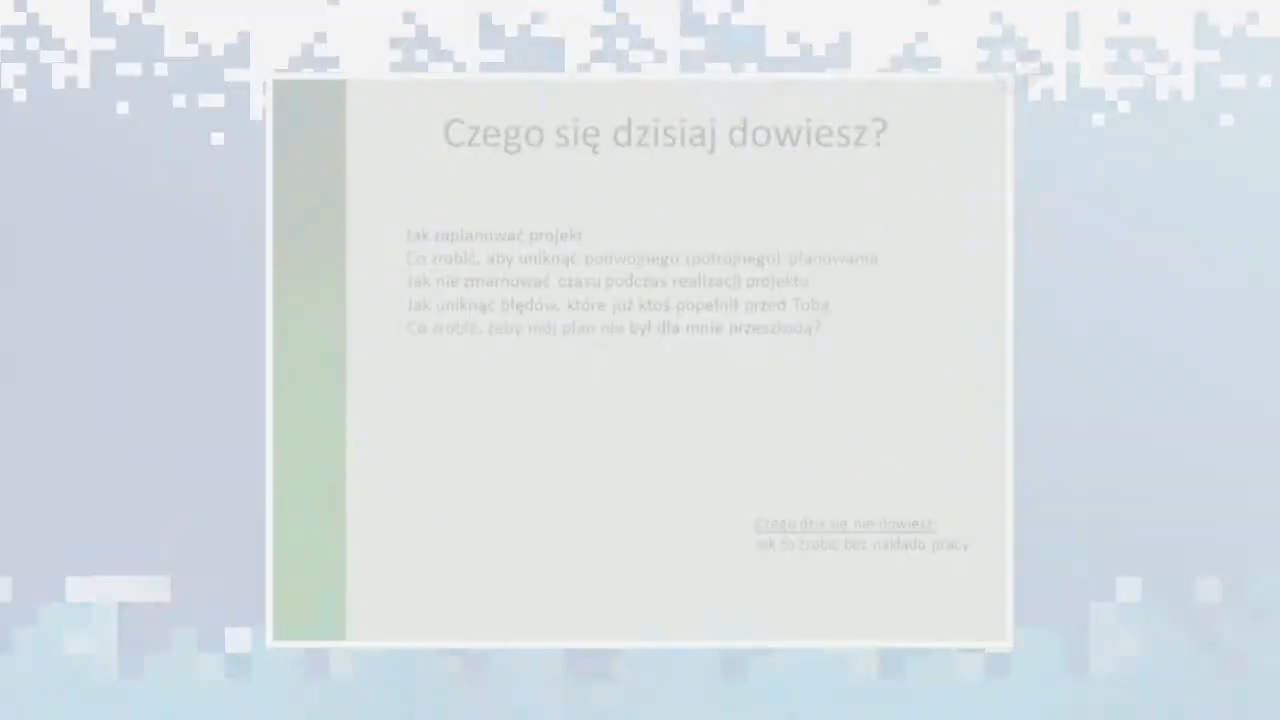 Czego się dzisiaj dowiesz?
Jak zaplanować projekt
Co zrobić, aby uniknąć podwójnego (potrójnego) planowania
Jak nie zmarnować czasu podczas realizacji projektu
Jak uniknąć błędów, które już ktoś popełnił przed Tobą
Co zrobić, żeby mój plan nie był dla mnie przeszkodą?
Czego dziś się nie dowiesz:
Jak to zrobić bez nakładu pracy